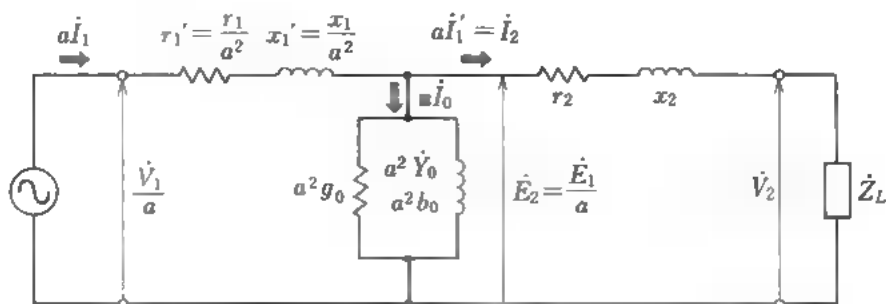 aİ₁
r₁′ = r₁/a²
x₁′ = x₁/a²
aİ₁′ = İ₂
r₂
x₂
İ₀
V̇₁/a
a²g₀
a²Ẏ₀
a²b₀
Ė₂ = Ė₁/a
V̇₂
Ż_L